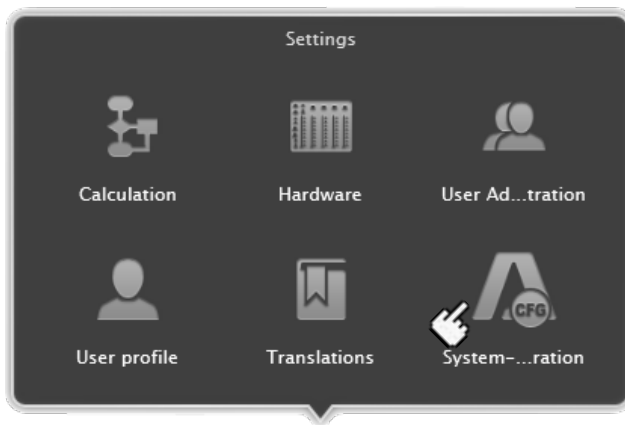 Settings
Calculation
Hardware
User Ad...tration
User profile
Translations
CFG
System-...ration